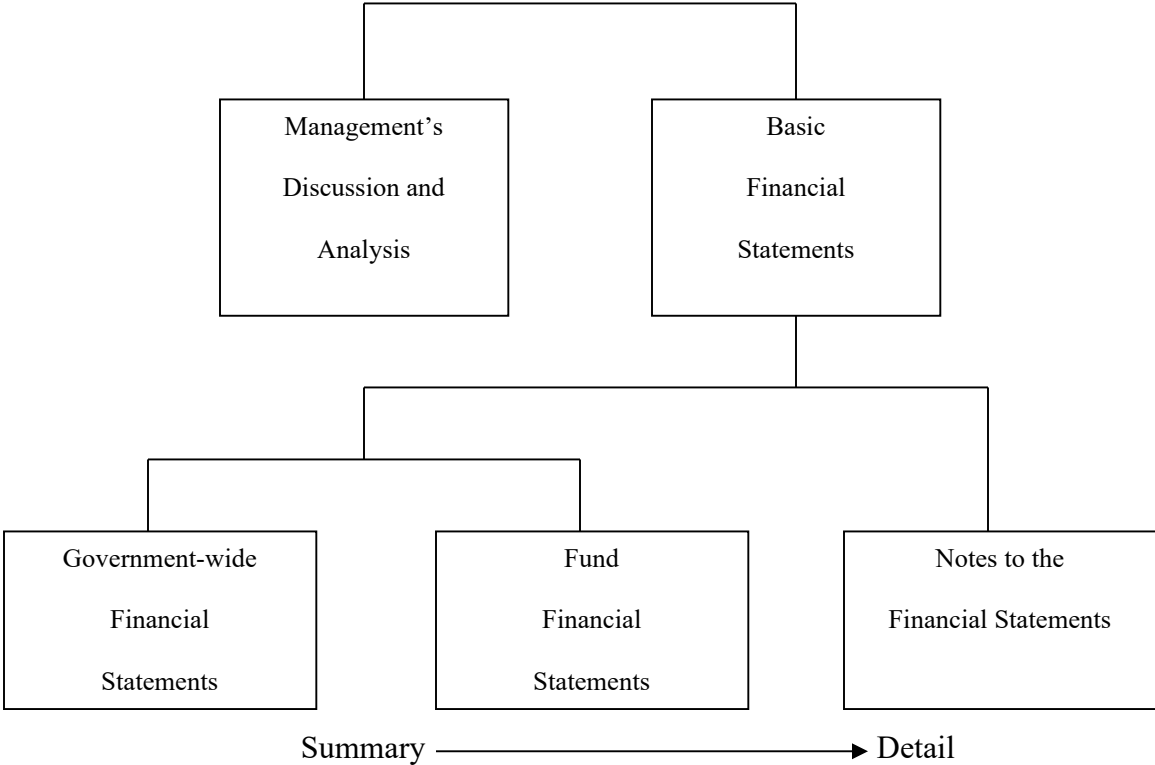 Management’s
Discussion and
Analysis
Basic
Financial
Statements
Government-wide
Financial
Statements
Fund
Financial
Statements
Notes to the
Financial Statements
Summary
Detail